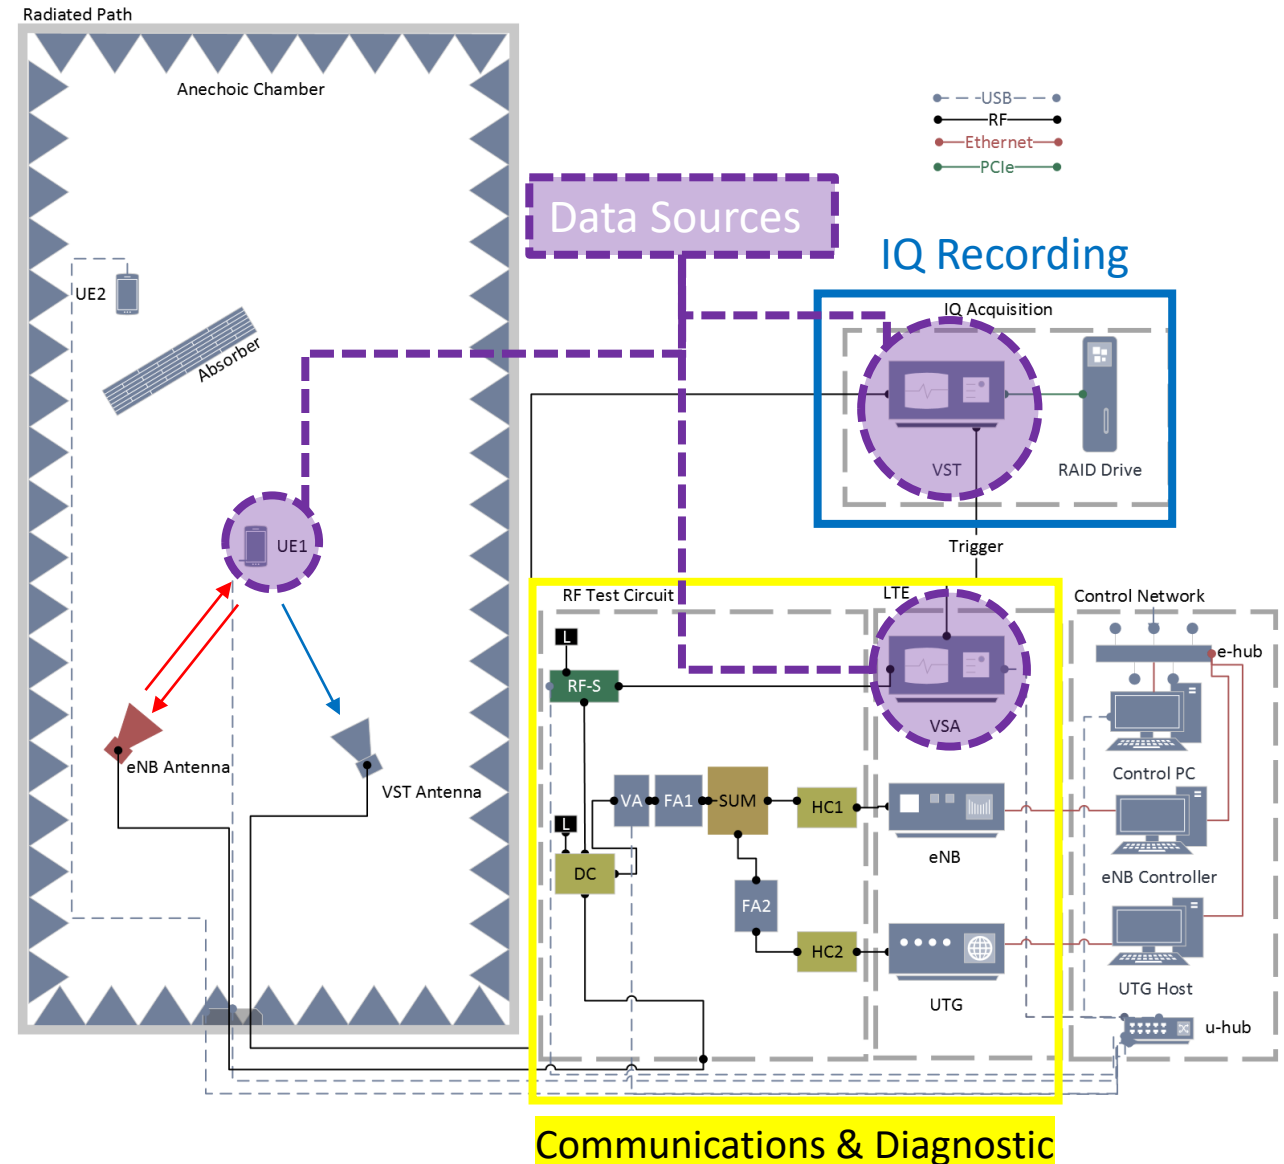 Radiated Path
Anechoic Chamber
USB
RF
Ethernet
PCIe
Data Sources
IQ Recording
UE2
Absorber
IQ Acquisition
VST
RAID Drive
UE1
Trigger
RF Test Circuit
LTE
Control Network
L
e-hub
RF-S
VSA
eNB Antenna
VST Antenna
Control PC
VA
FA1
SUM
HC1
L
eNB
DC
eNB Controller
FA2
HC2
UTG
UTG Host
u-hub
Communications & Diagnostic